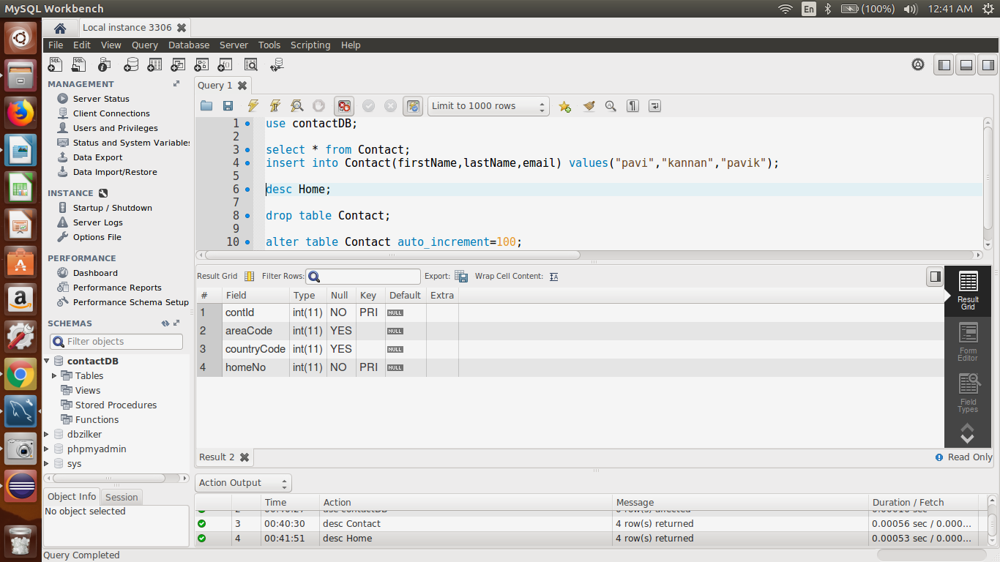 MySQL Workbench
En
(100%)
12:41 AM
Local instance 3306
File Edit View Query Database Server Tools Scripting Help
MANAGEMENT
Server Status
Client Connections
Users and Privileges
Status and System Variable
Data Export
Data Import/Restore
INSTANCE
Startup / Shutdown
Server Logs
Options File
PERFORMANCE
Dashboard
Performance Reports
Performance Schema Setup
SCHEMAS
Filter objects
contactDB
Tables
Views
Stored Procedures
Functions
dbzilker
phpmyadmin
sys
Object Info Session
No object selected
Query 1
Limit to 1000 rows
1 use contactDB;
2
3 select * from Contact;
4 insert into Contact(firstName,lastName,email) values("pavi","kannan","pavik");
5
6 desc Home;
7
8 drop table Contact;
9
10 alter table Contact auto_increment=100;
Result Grid Filter Rows: Export: Wrap Cell Content:
# Field Type Null Key Default Extra
1 contId int(11) NO PRI NULL
2 areaCode int(11) YES NULL
3 countryCode int(11) YES NULL
4 homeNo int(11) NO PRI NULL
Result Grid
Form Editor
Field Types
Result 2
Read Only
Action Output
Time Action Message Duration / Fetch
3 00:40:30 desc Contact 4 row(s) returned 0.00056 sec / 0.000...
4 00:41:51 desc Home 4 row(s) returned 0.00053 sec / 0.000...
Query Completed